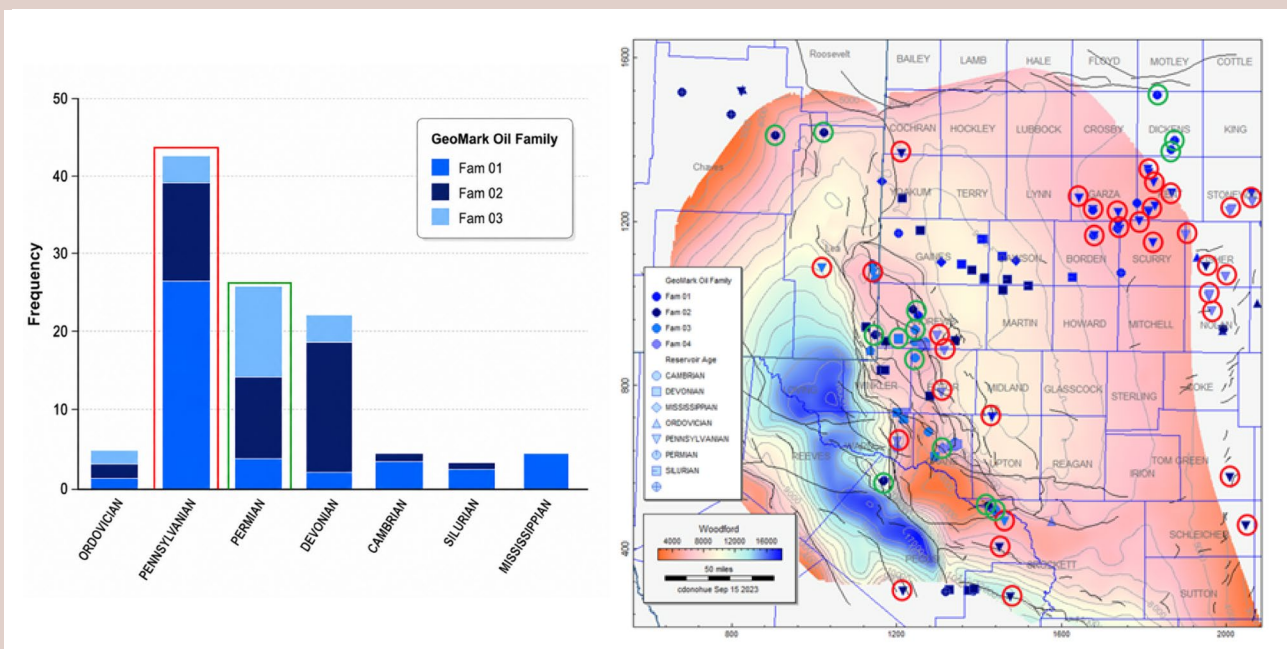 50
40
30
20
10
0
Frequency
GeoMark Oil Family
Fam 01
Fam 02
Fam 03
ORDOVICIAN
PENNSYLVANIAN
PERMIAN
DEVONIAN
CAMBRIAN
SILURIAN
MISSISSIPPIAN
1600
1200
800
400
Roosevelt
BAILEY
LAMB
HALE
FLOYD
MOTLEY
COTTLE
COCHRAN
HOCKLEY
LUBBOCK
CROSBY
DICKENS
KING
Chaves
YOAKUM
TERRY
LYNN
GARZA
Lea
GAINES
BORDEN
SCURRY
MARTIN
HOWARD
MITCHELL
NOLAN
WINKLER
MIDLAND
GLASSCOCK
STERLING
COKE
REEVES
UPTON
REAGAN
IRION
TOM GREEN
SCHLEICHER
CROCKETT
SUTTON
GeoMark Oil Family
Fam 01
Fam 02
Fam 03
Fam 04
Reservoir Age
CAMBRIAN
DEVONIAN
MISSISSIPPIAN
ORDOVICIAN
PENNSYLVANIAN
PERMIAN
SILURIAN
Woodford
4000 8000 12000 16000
50 miles
cdonohue Sep 15 2023
800 1200 1600 2000